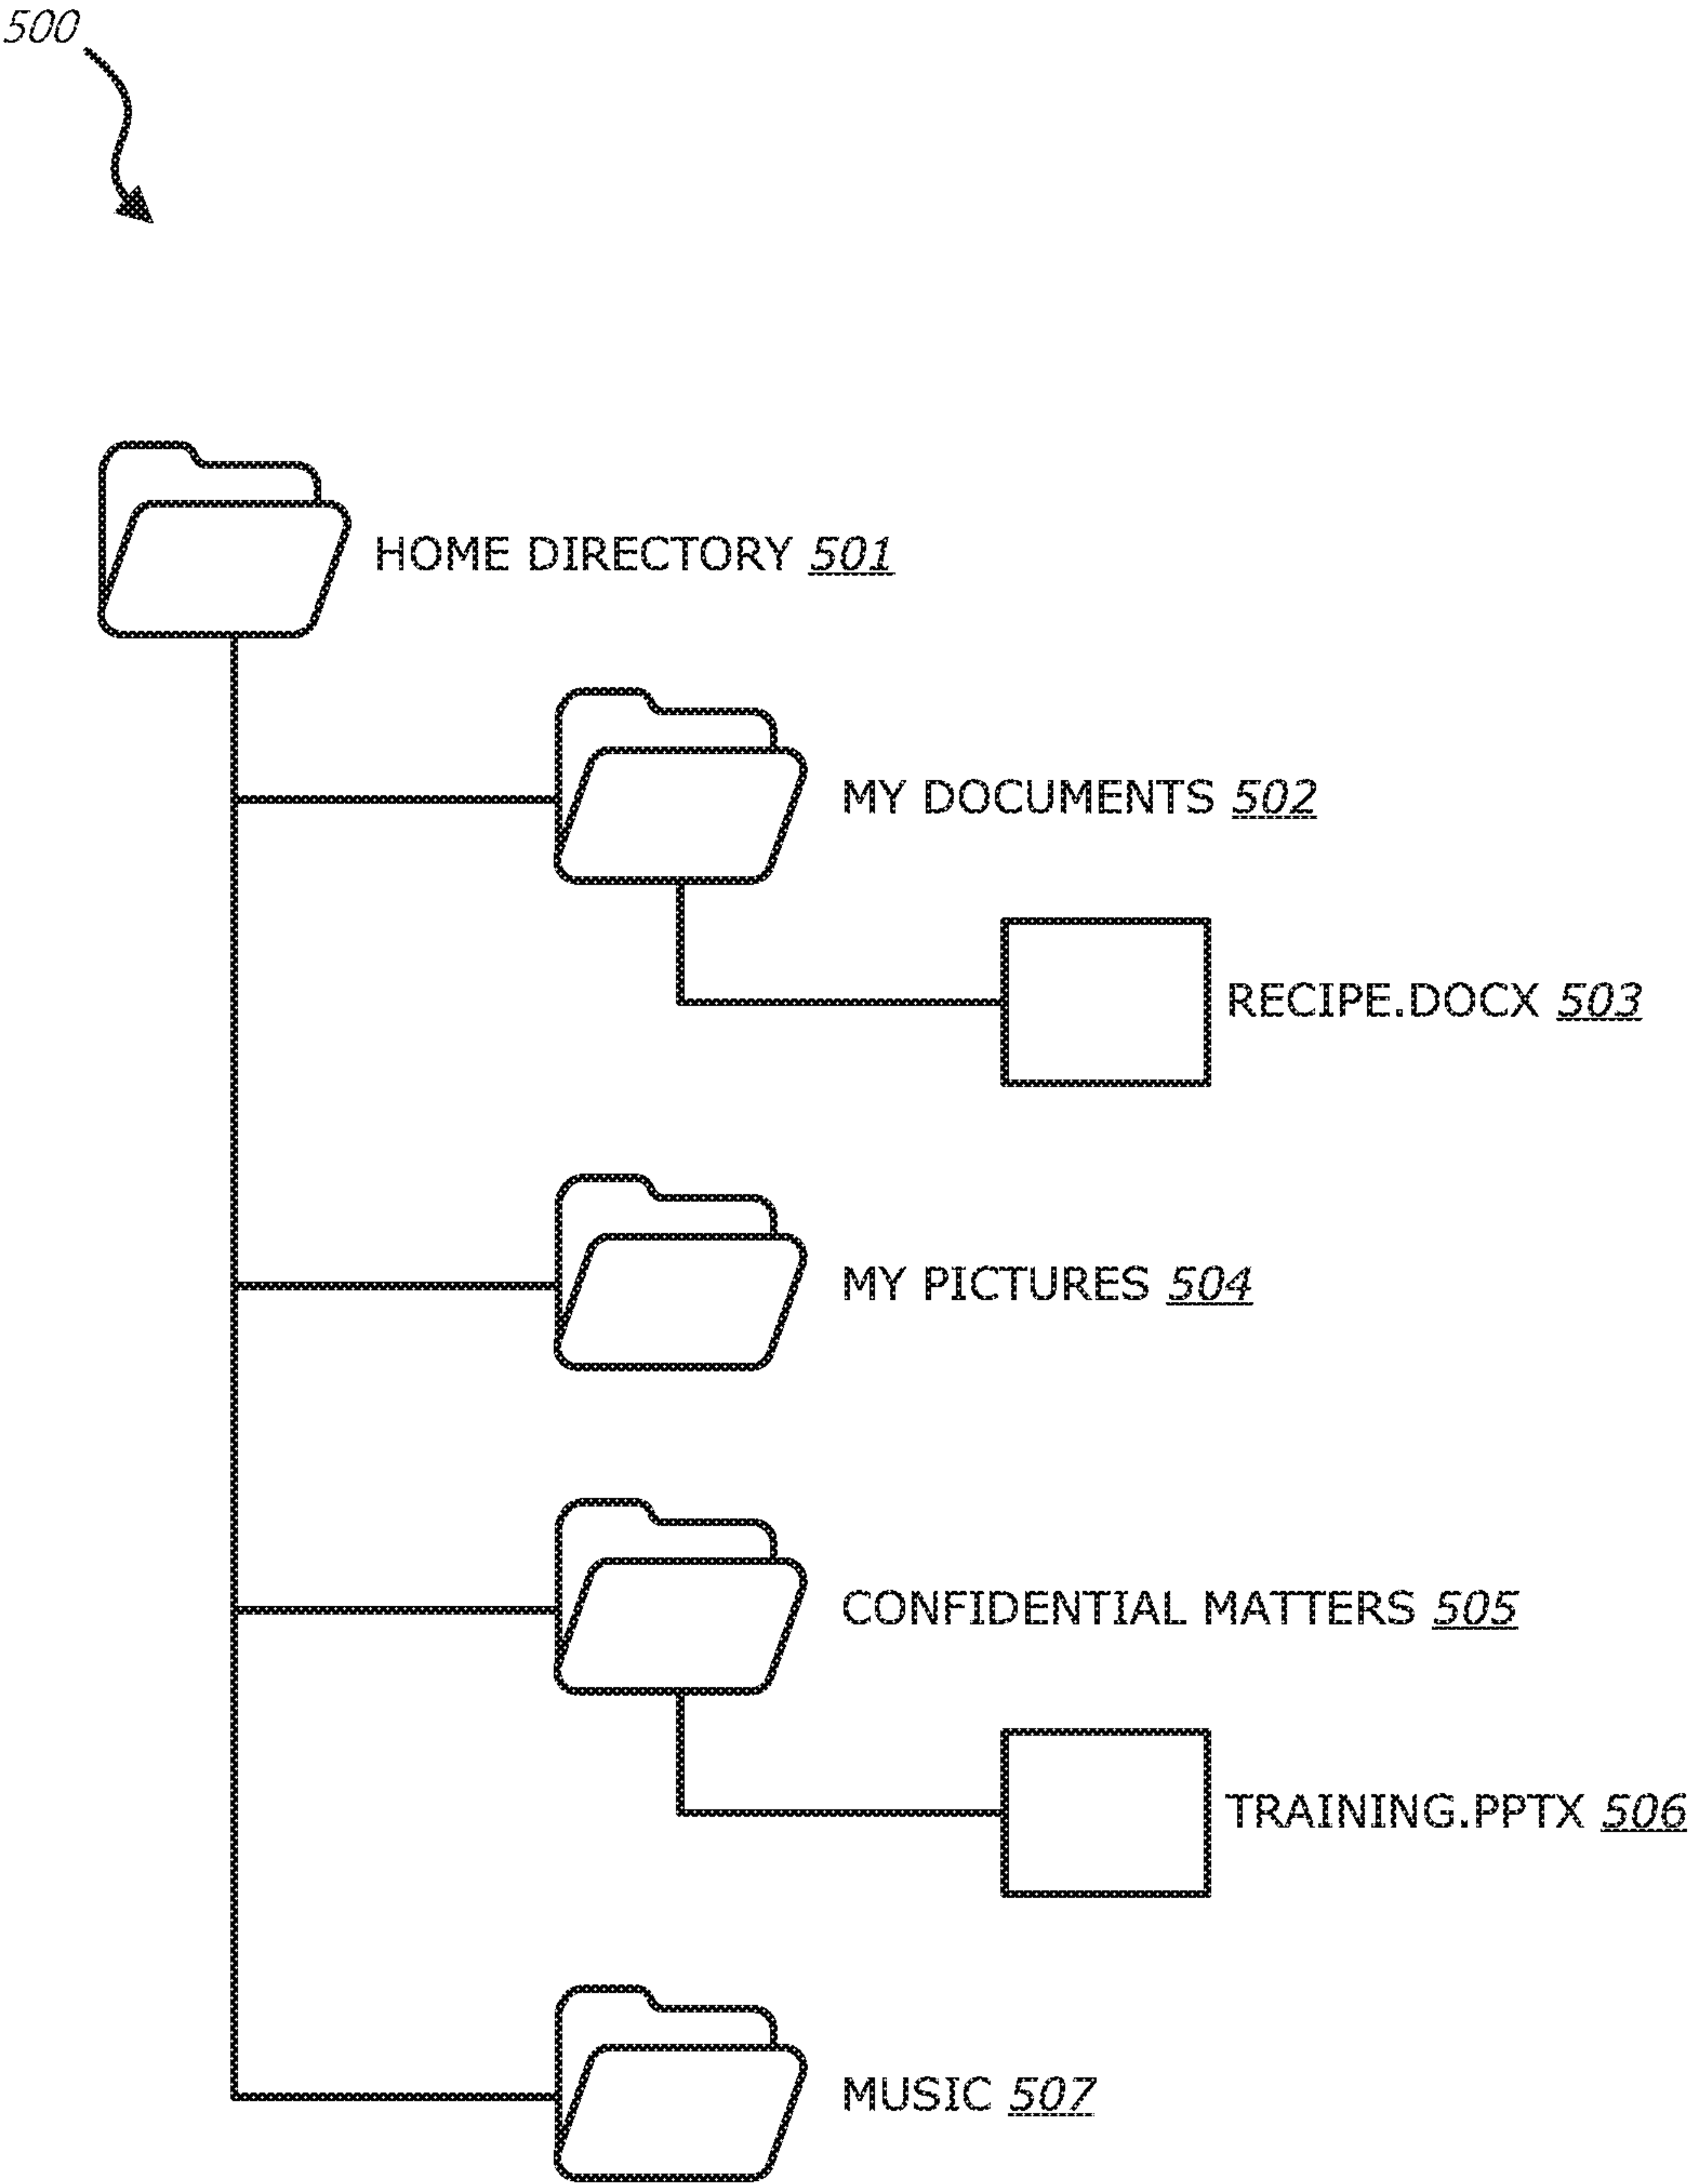 500
HOME DIRECTORY 501
MY DOCUMENTS 502
RECIPE.DOCX 503
MY PICTURES 504
CONFIDENTIAL MATTERS 505
TRAINING.PPTX 506
MUSIC 507